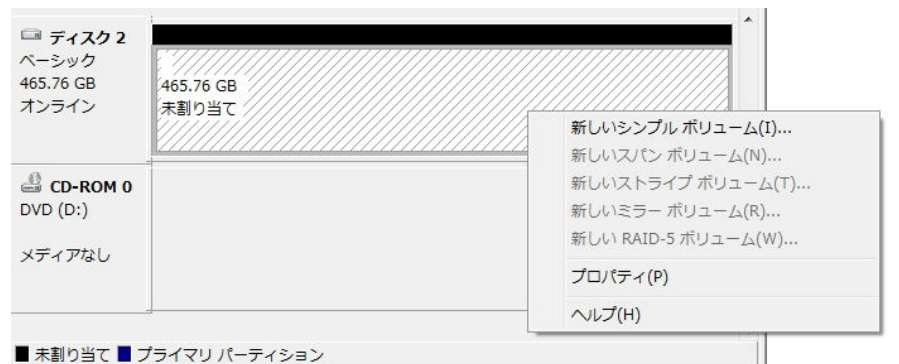 ディスク 2
ベーシック
465.76 GB
オンライン
465.76 GB
未割り当て
新しいシンプル ボリューム(I)...
新しいスパン ボリューム(N)...
新しいストライプ ボリューム(T)...
新しいミラー ボリューム(R)...
新しい RAID-5 ボリューム(W)...
プロパティ(P)
ヘルプ(H)
CD-ROM 0
DVD (D:)
メディアなし
未割り当て プライマリ パーティション